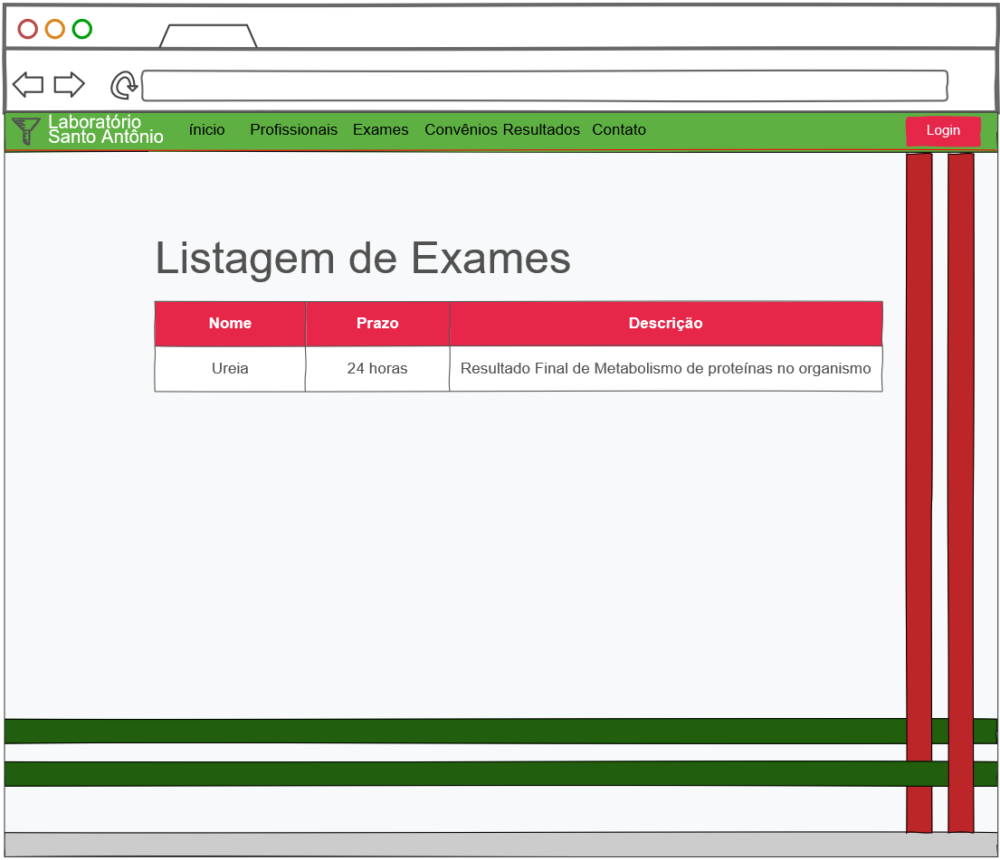 Laboratório
Santo Antônio
ínicio Profissionais Exames Convênios Resultados Contato
Login
Listagem de Exames
Nome Prazo Descrição
Ureia 24 horas Resultado Final de Metabolismo de proteínas no organismo